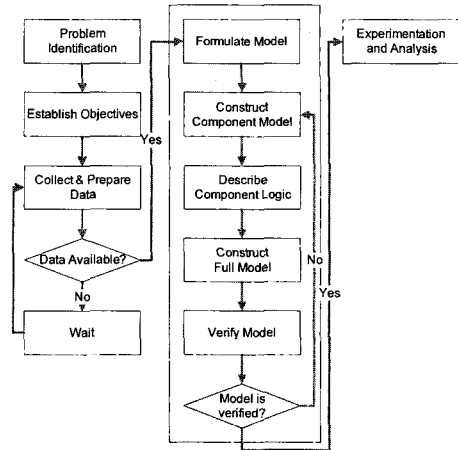 Problem
Identification
Establish Objectives
Collect & Prepare
Data
Data Available?
No
Wait
Yes
Formulate Model
Construct
Component Model
Describe
Component Logic
Construct
Full Model
Verify Model
Model is
verified?
No
Yes
Experimentation
and Analysis